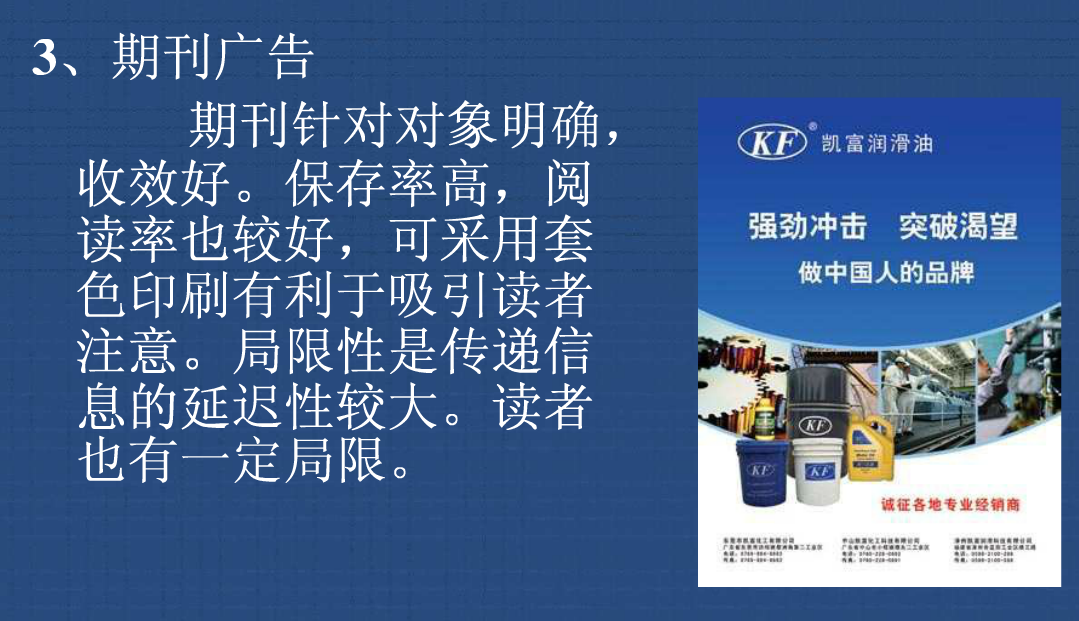 3、期刊广告
期刊针对对象明确，
收效好。保存率高，阅
读率也较好，可采用套
色印刷有利于吸引读者
注意。局限性是传递信
息的延迟性较大。读者
也有一定局限。
KF® 凯富润滑油
强劲冲击 突破渴望
做中国人的品牌
KF
KF
KF
诚征各地专业经销商